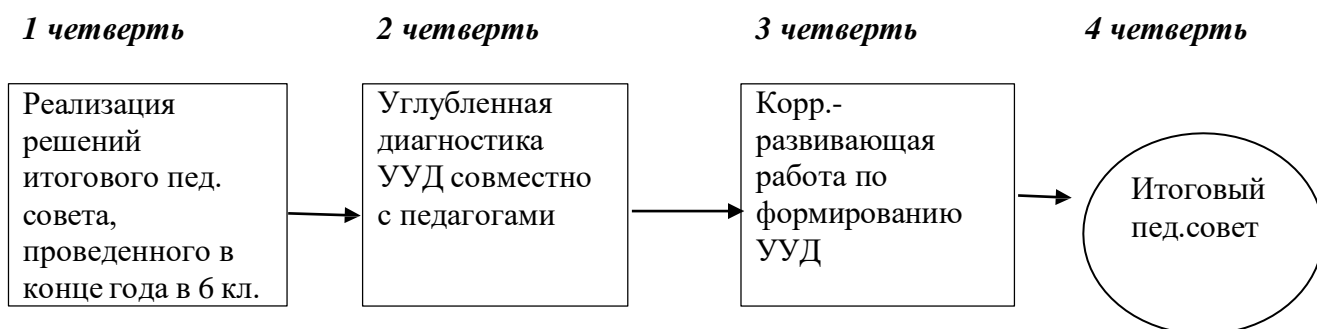 1 четверть
2 четверть
3 четверть
4 четверть
Реализация
решений
итогового пед.
совета,
проведенного в
конце года в 6 кл.
Углубленная
диагностика
УУД совместно
с педагогами
Корр.-
развивающая
работа по
формированию
УУД
Итоговый
пед.совет